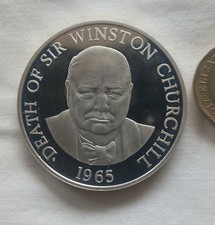 DEATH OF SIR WINSTON CHURCHILL
1965